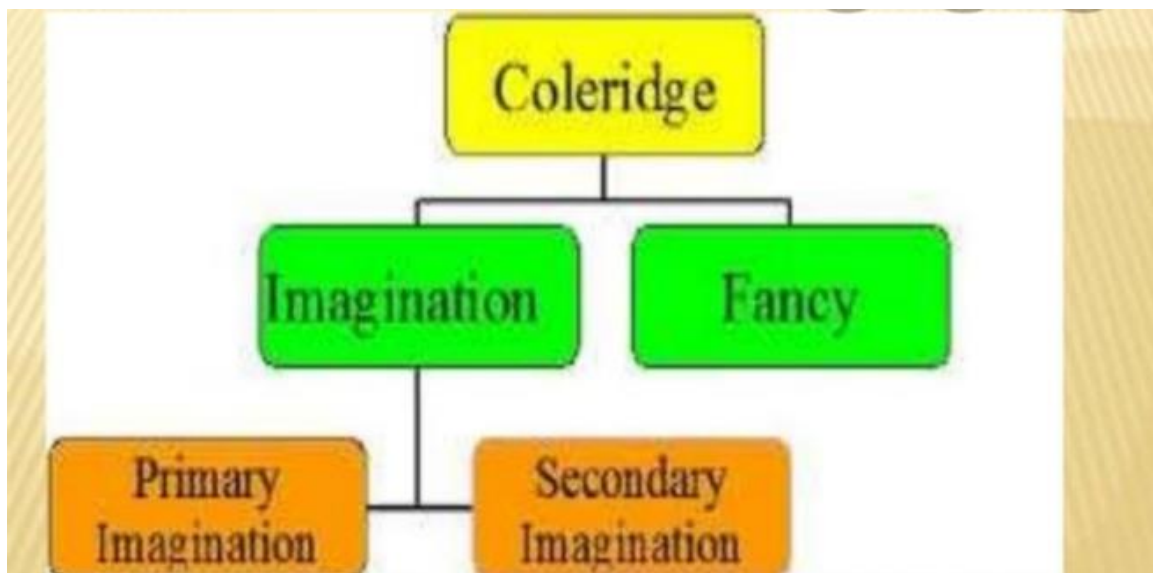 Coleridge
Imagination
Fancy
Primary
Imagination
Secondary
Imagination